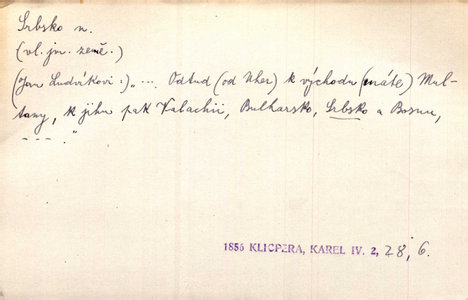 Srbsko n.
(vl. jm. země.)
(Jan Ludvíkovi:) „ ... Odtud (od Uher) k východu (máte) Mul-
tany, k jihu pak Valachii, Bulharsko, Srbsko a Bosnu,
--- . "
1856 KLICPERA, KAREL IV. 2, 28, 6.